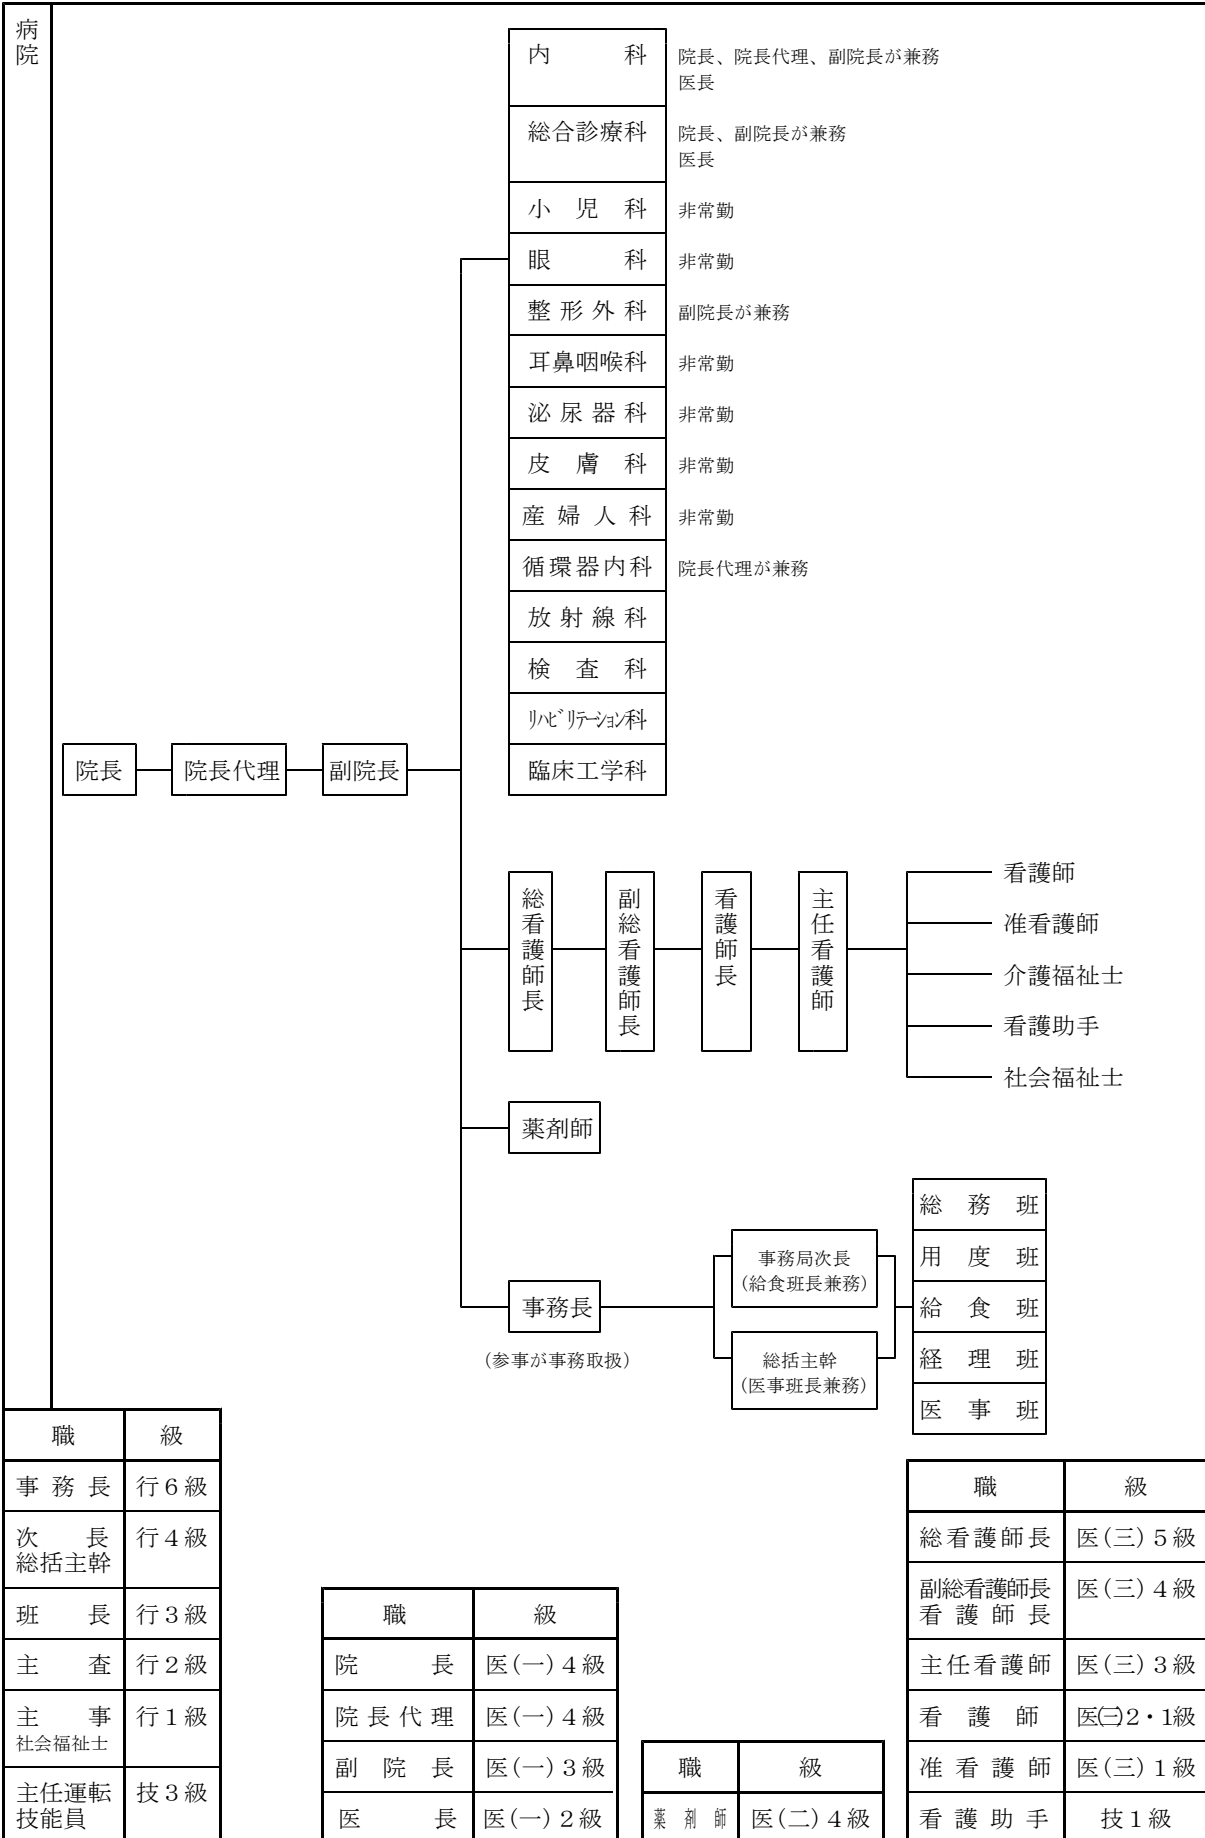 病院
内科
院長、院長代理、副院長が兼務
医長
総合診療科
院長、副院長が兼務
医長
小児科
非常勤
眼科
非常勤
整形外科
副院長が兼務
耳鼻咽喉科
非常勤
泌尿器科
非常勤
皮膚科
非常勤
産婦人科
非常勤
循環器内科
院長代理が兼務
放射線科
検査科
ﾘﾊﾋﾞﾘﾃｰｼｮﾝ科
臨床工学科
院長
院長代理
副院長
総看護師長
副総看護師長
看護師長
主任看護師
看護師
准看護師
介護福祉士
看護助手
社会福祉士
薬剤師
事務長
(参事が事務取扱)
事務局次長
(給食班長兼務)
総括主幹
(医事班長兼務)
総務班
用度班
給食班
経理班
医事班
職 級
事務長 行６級
次長 行４級
総括主幹
班長 行３級
主査 行２級
主事 行１級
社会福祉士
主任運転 技３級
技能員
職 級
院長 医(一)４級
院長代理 医(一)４級
副院長 医(一)３級
医長 医(一)２級
職 級
薬剤師 医(二)４級
職 級
総看護師長 医(三)５級
副総看護師長 医(三)４級
看護師長
主任看護師 医(三)３級
看護師 医(三)２・１級
准看護師 医(三)１級
看護助手 技１級